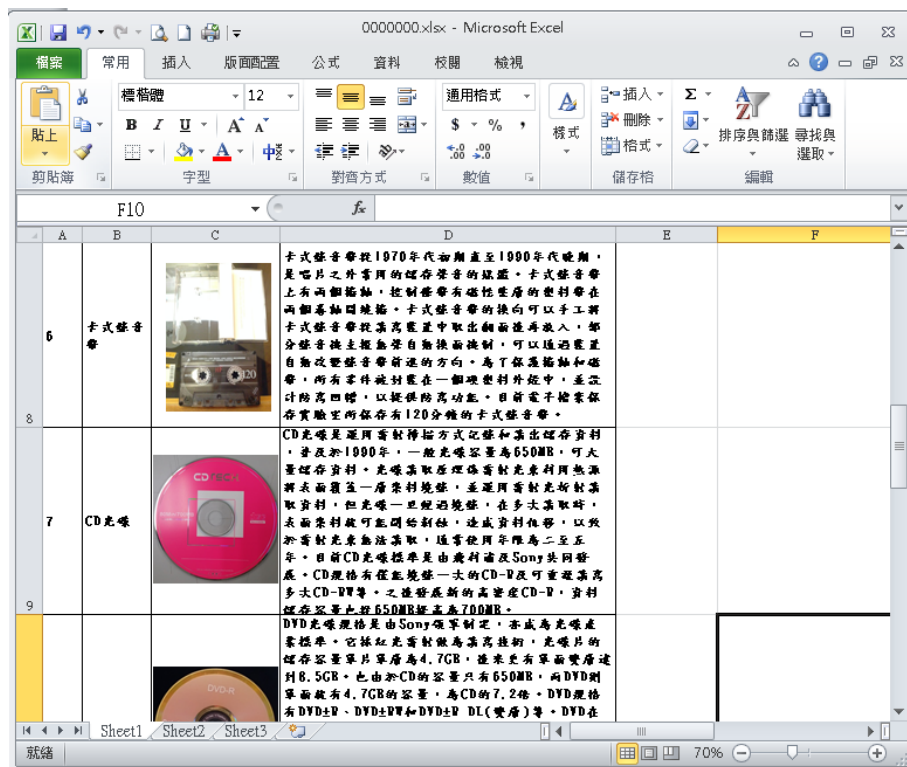 0000000.xlsx - Microsoft Excel
檔案 常用 插入 版面配置 公式 資料 校閱 檢視
貼上
標楷體 12
B I U A A
通用格式
$ % ,
樣式
插入
刪除
格式
Σ
排序與篩選
尋找與
選取
剪貼簿 字型 對齊方式 數值 儲存格 編輯
F10 fx
A B C D E F
卡式錄音帶從1970年代初期直至1990年代晚期，
是唱片之外常用的儲存聲音的媒體。卡式錄音帶
上有兩個捲軸，控制條帶有磁性塗層的塑料帶在
兩個卷軸間繞捲。卡式錄音帶的換向可以手工將
卡式錄音帶從讀寫裝置中取出翻面後再放入，部
分錄音機支援無聲自動換面機制，可以通過裝置
自動改變錄音帶前進的方向。為了保護捲軸和磁
帶，所有零件被封裝在一個硬塑料外殼中，並設
計防寫凹槽，以提供防寫功能。目前電子檔案保
存實驗室所保存有120分鐘的卡式錄音帶。
6
卡式錄音
帶
120
8
CD光碟是運用雷射掃描方式記錄和讀出儲存資料
，普及於1990年，一般光碟容量為650MB，可大
量儲存資料。光碟讀取原理係雷射光束利用熱源
將表面覆蓋一層染料燒錄，並運用雷射光折射讀
取資料，但光碟一旦經過燒錄，在多次讀取時，
表面染料就可能開始剝蝕，造成資料位移，以致
於雷射光束無法讀取，通常使用年限為二至五
年。目前CD光碟標準是由飛利浦及Sony共同發
展。CD規格有僅能燒錄一次的CD-R及可重複讀寫
多次CD-RW等。之後發展新的高密度CD-R，資料
儲存容量也從650MB提高為700MB。
7
CD光碟
9
DVD光碟規格是由Sony領軍制定，亦成為光碟產
業標準。它採紅光雷射做為讀寫技術，光碟片的
儲存容量單片單層為4.7GB，後來更有單面雙層達
到8.5GB。也由於CD的容量只有650MB，而DVD則
單面就有4.7GB的容量，為CD的7.2倍。DVD規格
有DVD±R、DVD±RW和DVD±R DL(雙層)等。DVD在
DVD-R
Sheet1 Sheet2 Sheet3
就緒 70%